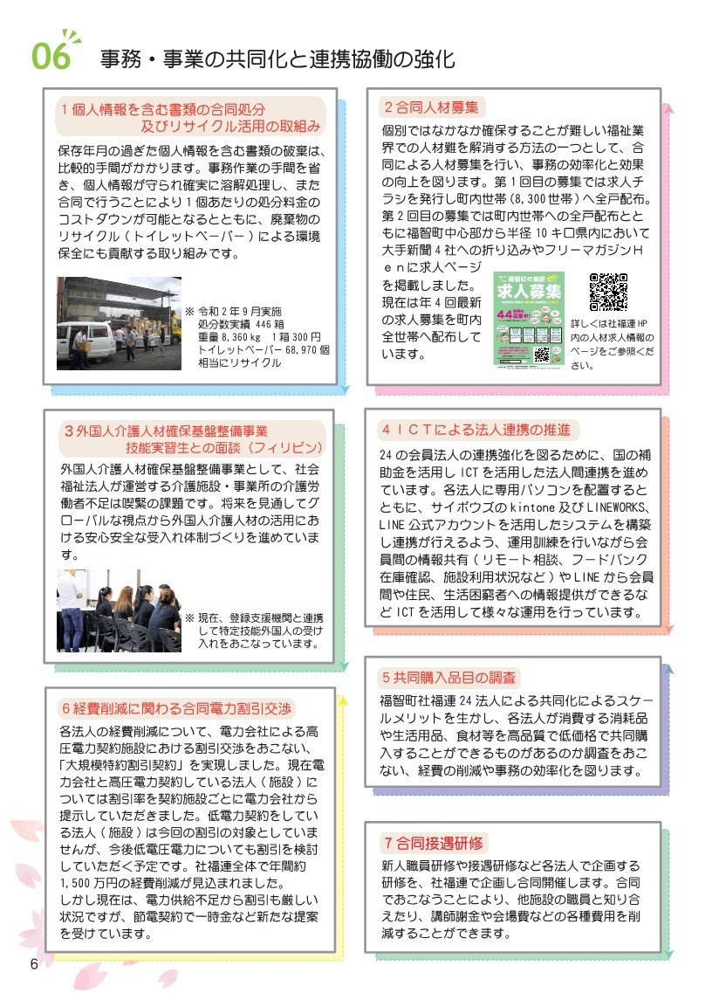 06 事務・事業の共同化と連携協働の強化
１個人情報を含む書類の合同処分
及びリサイクル活用の取組み
保存年月の過ぎた個人情報を含む書類の破棄は、
比較的手間がかかります。事務作業の手間を省
き、個人情報が守られ確実に溶解処理し、また
合同で行うことにより１個あたりの処分料金の
コストダウンが可能となるとともに、廃棄物の
リサイクル(トイレットペーパー)による環境
保全にも貢献する取り組みです。
※ 令和2年9月実施
処分数実績 446箱
重量8,360kg １箱300円
トイレットペーパー68,970個
相当にリサイクル
２合同人材募集
個別ではなかなか確保することが難しい福祉業
界での人材難を解消する方法の一つとして、合
同による人材募集を行い、事務の効率化と効果
の向上を図ります。第１回目の募集では求人チ
ラシを発行し町内世帯(8,300世帯)へ全戸配布。
第２回目の募集では町内世帯への全戸配布とと
もに福智町中心部から半径10キロ県内において
大手新聞4社への折り込みやフリーマガジンＨ
ｅｎに求人ページ
を掲載しました。
現在は年4回最新
の求人募集を町内
全世帯へ配布して
います。
福智町の施設
求人募集
44
募集中!
詳しくは社福連HP
内の人材求人情報の
ページをご参照くだ
さい。
３外国人介護人材確保基盤整備事業
技能実習生との面談（フィリピン）
外国人介護人材確保基盤整備事業として、社会
福祉法人が運営する介護施設・事業所の介護労
働者不足は喫緊の課題です。将来を見通してグ
ローバルな視点から外国人介護人材の活用にお
ける安心安全な受入れ体制づくりを進めていま
す。
※ 現在、登録支援機関と連携
して特定技能外国人の受け
入れをおこなっています。
４ＩＣＴによる法人連携の推進
24の会員法人の連携強化を図るために、国の補
助金を活用しICTを活用した法人間連携を進め
ています。各法人に専用パソコンを配置すると
ともに、サイボウズのkintone及びLINEWORKS、
LINE公式アカウントを活用したシステムを構築
し連携が行えるよう、運用訓練を行いながら会
員間の情報共有(リモート相談、フードバンク
在庫確認、施設利用状況など)やLINEから会員
間や住民、生活困窮者への情報提供ができるな
どICTを活用して様々な運用を行っています。
５共同購入品目の調査
福智町社福連24法人による共同化によるスケー
ルメリットを生かし、各法人が消費する消耗品
や生活用品、食材等を高品質で低価格で共同購
入することができるものがあるのか調査をおこ
ない、経費の削減や事務の効率化を図ります。
６経費削減に関わる合同電力割引交渉
各法人の経費削減について、電力会社による高
圧電力契約施設における割引交渉をおこない、
「大規模特約割引契約」を実現しました。現在電
力会社と高圧電力契約している法人(施設)に
ついては割引率を契約施設ごとに電力会社から
提示していただきました。低電力契約をしてい
る法人(施設)は今回の割引の対象としていま
せんが、今後低電圧電力についても割引を検討
していただく予定です。社福連全体で年間約
1,500万円の経費削減が見込まれました。
しかし現在は、電力供給不足から割引も厳しい
状況ですが、節電契約で一時金など新たな提案
を受けています。
７合同接遇研修
新人職員研修や接遇研修など各法人で企画する
研修を、社福連で企画し合同開催します。合同
でおこなうことにより、他施設の職員と知り合
えたり、講師謝金や会場費などの各種費用を削
減することができます。
6